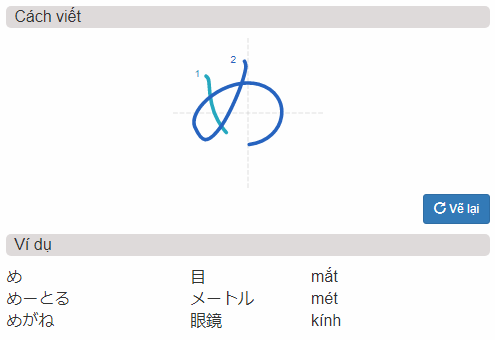 Cách viết
1
2
Vẽ lại
Ví dụ
め 目 mắt
めーとる メートル mét
めがね 眼鏡 kính